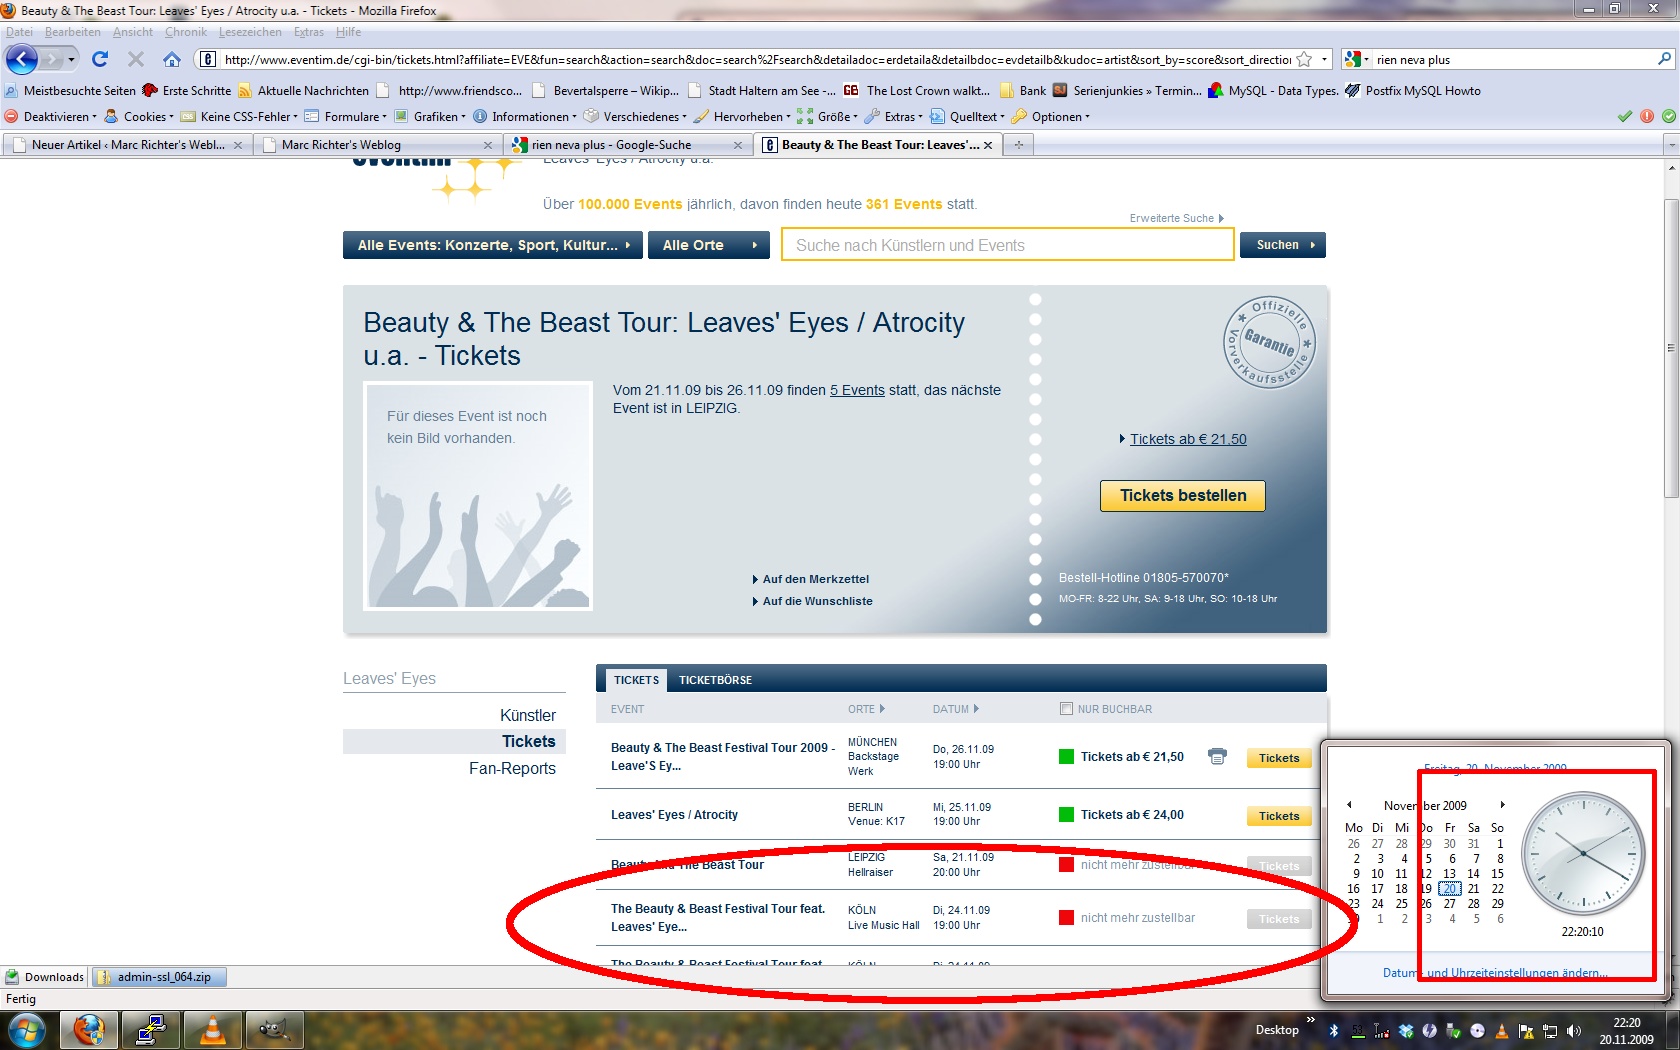 Beauty & The Beast Tour: Leaves' Eyes / Atrocity u.a. - Tickets - Mozilla Firefox
Datei Bearbeiten Ansicht Chronik Lesezeichen Extras Hilfe
http://www.eventim.de/cgi-bin/tickets.html?affiliate=EVE&fun=search&action=search&doc=search%2Fsearch&detaildoc=erdetaila&detailbdoc=evdetailb&kudoc=artist&sort_by=score&sort_direction rien neva plus
Meistbesuchte Seiten Erste Schritte Aktuelle Nachrichten http://www.friendsco... Bevertalsperre – Wikip... Stadt Haltern am See -... The Lost Crown walkt... Bank Serienjunkies » Termin... MySQL - Data Types. Postfix MySQL Howto
Deaktivieren Cookies Keine CSS-Fehler Formulare Grafiken Informationen Verschiedenes Hervorheben Größe Extras Quelltext Optionen
Neuer Artikel ‹ Marc Richter's Webl... Marc Richter's Weblog rien neva plus - Google-Suche Beauty & The Beast Tour: Leaves'...
eventim Leaves' Eyes / Atrocity u.a.
Über 100.000 Events jährlich, davon finden heute 361 Events statt.
Erweiterte Suche
Alle Events: Konzerte, Sport, Kultur... Alle Orte Suche nach Künstlern und Events Suchen
Beauty & The Beast Tour: Leaves' Eyes / Atrocity
u.a. - Tickets
Offizielle
Garantie
Vorverkaufsstelle
Für dieses Event ist noch
kein Bild vorhanden.
Vom 21.11.09 bis 26.11.09 finden 5 Events statt, das nächste
Event ist in LEIPZIG.
Tickets ab € 21,50
Tickets bestellen
Auf den Merkzettel
Auf die Wunschliste
Bestell-Hotline 01805-570070*
MO-FR: 8-22 Uhr, SA: 9-18 Uhr, SO: 10-18 Uhr
Leaves' Eyes
Künstler
Tickets
Fan-Reports
TICKETS TICKETBÖRSE
EVENT ORTE DATUM NUR BUCHBAR
Beauty & The Beast Festival Tour 2009 -
Leave'S Ey...
MÜNCHEN
Backstage
Werk
Do, 26.11.09
19:00 Uhr
Tickets ab € 21,50 Tickets
Leaves' Eyes / Atrocity
BERLIN
Venue: K17
Mi, 25.11.09
19:00 Uhr
Tickets ab € 24,00 Tickets
Beauty and The Beast Tour
LEIPZIG
Hellraiser
Sa, 21.11.09
20:00 Uhr
nicht mehr zustellbar Tickets
The Beauty & Beast Festival Tour feat.
Leaves' Eye...
KÖLN
Live Music Hall
Di, 24.11.09
19:00 Uhr
nicht mehr zustellbar Tickets
The Beauty & Beast Festival Tour feat. KÖLN Di, 24.11.09
Freitag, 20. November 2009
November 2009
Mo Di Mi Do Fr Sa So
26 27 28 29 30 31 1
2 3 4 5 6 7 8
9 10 11 12 13 14 15
16 17 18 19 20 21 22
23 24 25 26 27 28 29
30 1 2 3 4 5 6
22:20:10
Datum- und Uhrzeiteinstellungen ändern...
Downloads admin-ssl_064.zip
Fertig
Desktop » 53 22:20
20.11.2009